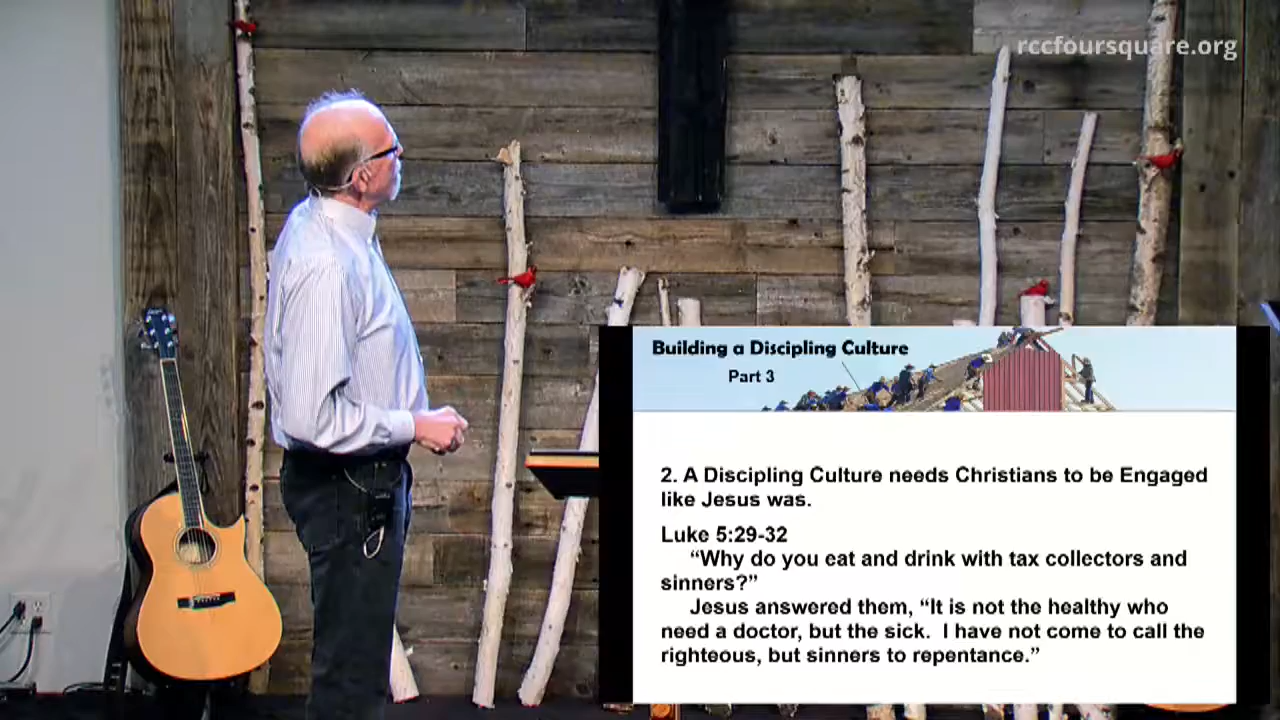 rccfoursquare.org
Building a Discipling Culture
Part 3
2. A Discipling Culture needs Christians to be Engaged
like Jesus was.
Luke 5:29-32
“Why do you eat and drink with tax collectors and
sinners?”
Jesus answered them, “It is not the healthy who
need a doctor, but the sick.  I have not come to call the
righteous, but sinners to repentance.”